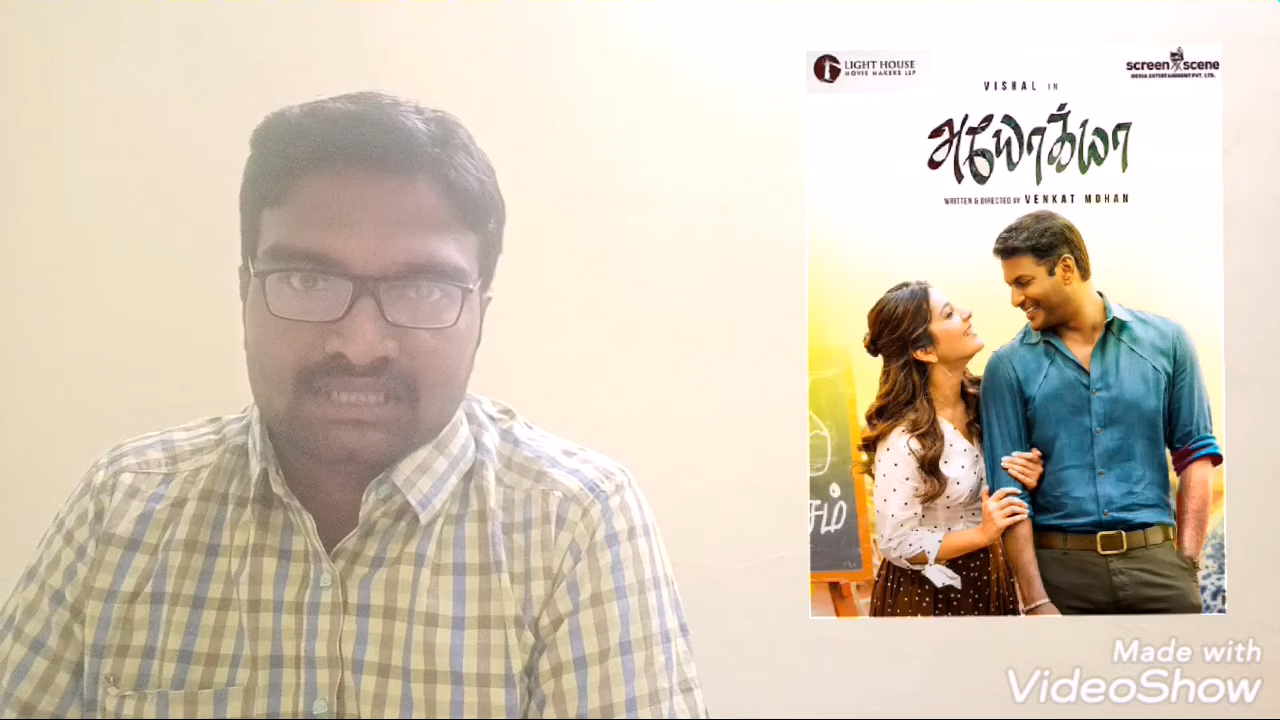 LIGHT HOUSE
MOVIE MAKERS LLP
screen scene
MEDIA ENTERTAINMENT PVT. LTD.
VISHAL IN
அயோக்யா
WRITTEN & DIRECTED BY VENKAT MOHAN
Made with
VideoShow